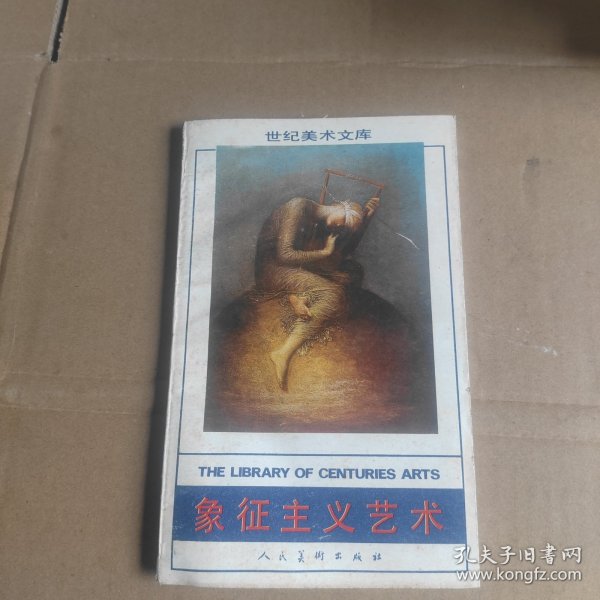 世纪美术文库
THE LIBRARY OF CENTURIES ARTS
象征主义艺术
人民美術出版社
孔夫子旧书网
www.kongfz.com